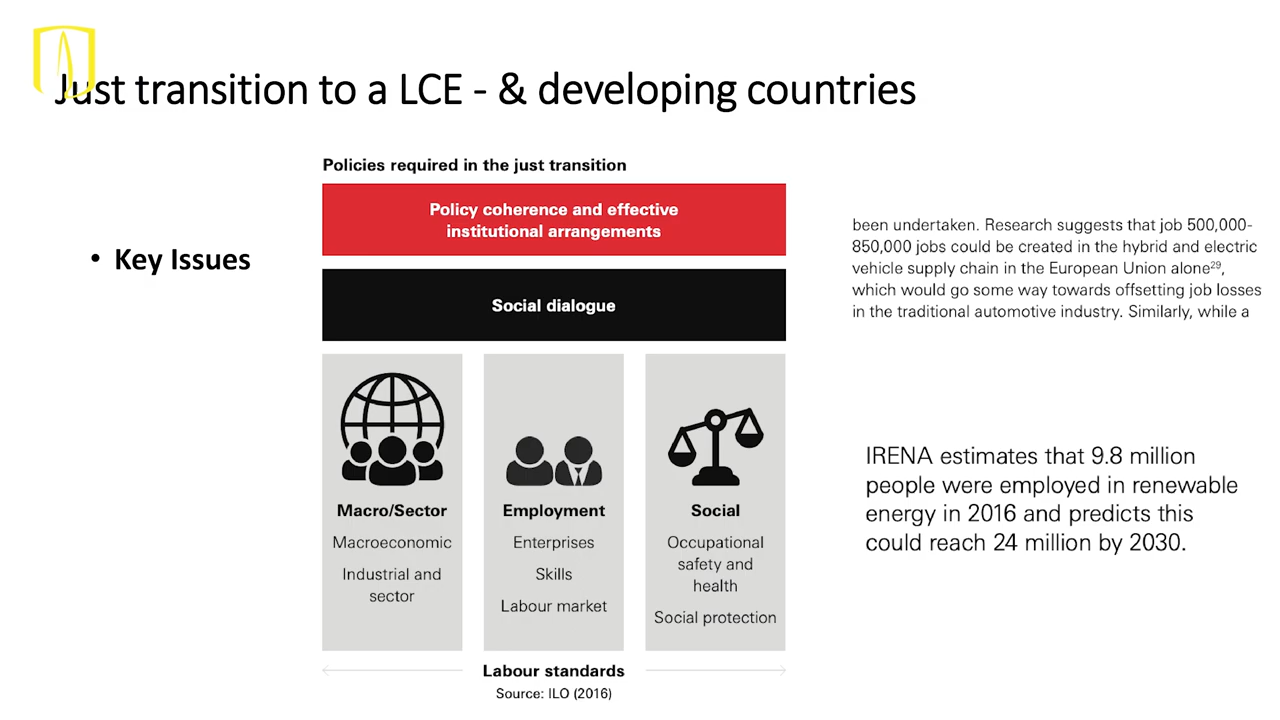 Just transition to a LCE - & developing countries
• Key Issues
Policies required in the just transition
Policy coherence and effective
institutional arrangements
Social dialogue
Macro/Sector
Macroeconomic
Industrial and
sector
Employment
Enterprises
Skills
Labour market
Social
Occupational
safety and
health
Social protection
Labour standards
Source: ILO (2016)
been undertaken. Research suggests that job 500,000-
850,000 jobs could be created in the hybrid and electric
vehicle supply chain in the European Union alone²⁹,
which would go some way towards offsetting job losses
in the traditional automotive industry. Similarly, while a
IRENA estimates that 9.8 million
people were employed in renewable
energy in 2016 and predicts this
could reach 24 million by 2030.